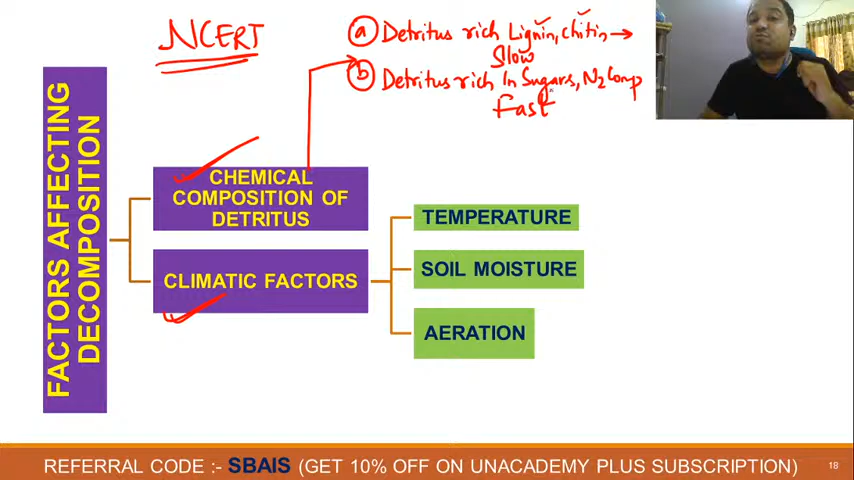 NCERT
(a) Detritus rich Lignin, chitin →
Slow
(b) Detritus rich In Sugars, N2 Comp
Fast
FACTORS AFFECTING
DECOMPOSITION
CHEMICAL
COMPOSITION OF
DETRITUS
CLIMATIC FACTORS
TEMPERATURE
SOIL MOISTURE
AERATION
REFERRAL CODE :- SBAIS (GET 10% OFF ON UNACADEMY PLUS SUBSCRIPTION)
18